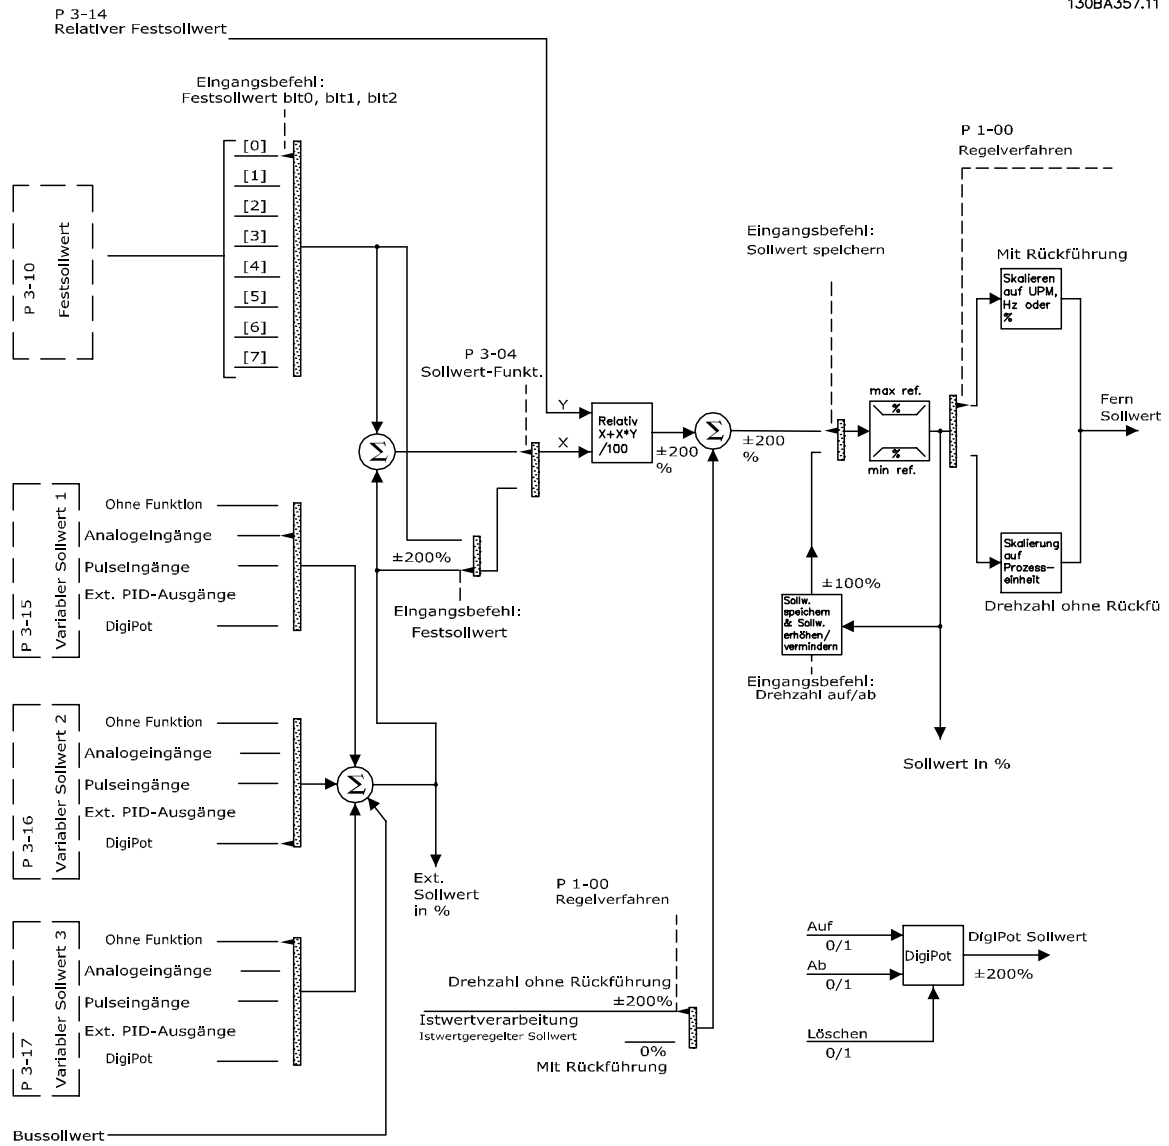 130BA357.11
P 3-14
Relativer Festsollwert
Eingangsbefehl:
Festsollwert bit0, bit1, bit2
P 3-10
Festsollwert
[0]
[1]
[2]
[3]
[4]
[5]
[6]
[7]
P 1-00
Regelverfahren
Eingangsbefehl:
Sollwert speichern
Mit Rückführung
Skalieren
auf UPM,
Hz oder
%
P 3-04
Sollwert-Funkt.
Y
X
Relativ
X+X*Y
/100
±200
%
Σ
±200
%
max ref.
%
%
min ref.
Fern
Sollwert
Σ
±200%
Eingangsbefehl:
Festsollwert
Skalierung
auf
Prozess-
einheit
Drehzahl ohne Rückfü
±100%
Sollw.
speichern
& Sollw.
erhöhen/
vermindern
Eingangsbefehl:
Drehzahl auf/ab
Sollwert in %
P 3-15
Variabler Sollwert 1
Ohne Funktion
Analogeingänge
Pulseingänge
Ext. PID-Ausgänge
DigiPot
P 3-16
Variabler Sollwert 2
Ohne Funktion
Analogeingänge
Pulseingänge
Ext. PID-Ausgänge
DigiPot
Σ
Ext.
Sollwert
in %
P 3-17
Variabler Sollwert 3
Ohne Funktion
Analogeingänge
Pulseingänge
Ext. PID-Ausgänge
DigiPot
Bussollwert
P 1-00
Regelverfahren
Drehzahl ohne Rückführung
±200%
Istwertverarbeitung
Istwertgeregelter Sollwert
0%
Mit Rückführung
Auf
0/1
Ab
0/1
Löschen
0/1
DigiPot
DigiPot Sollwert
±200%